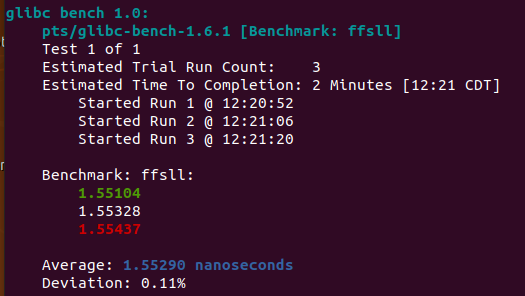 glibc bench 1.0:
pts/glibc-bench-1.6.1 [Benchmark: ffsll]
Test 1 of 1
Estimated Trial Run Count: 3
Estimated Time To Completion: 2 Minutes [12:21 CDT]
Started Run 1 @ 12:20:52
Started Run 2 @ 12:21:06
Started Run 3 @ 12:21:20
Benchmark: ffsll:
1.55104
1.55328
1.55437
Average: 1.55290 nanoseconds
Deviation: 0.11%